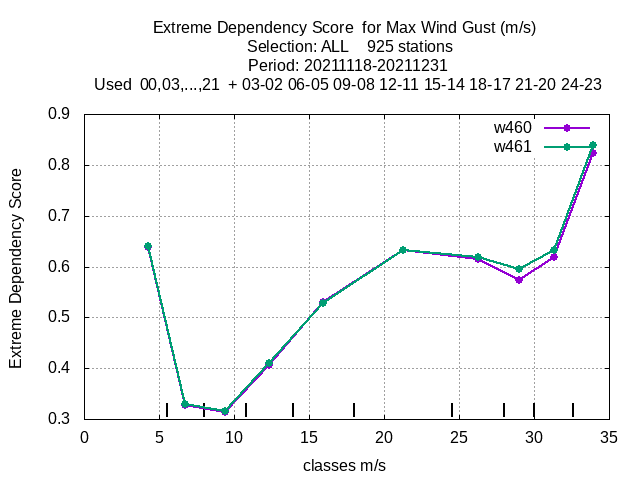 Extreme Dependency Score  for Max Wind Gust (m/s)
Selection: ALL    925 stations
Period: 20211118-20211231
Used  00,03,...,21  + 03-02 06-05 09-08 12-11 15-14 18-17 21-20 24-23
w460
w461
Extreme Dependency Score
0.9
0.8
0.7
0.6
0.5
0.4
0.3
0 5 10 15 20 25 30 35
classes m/s